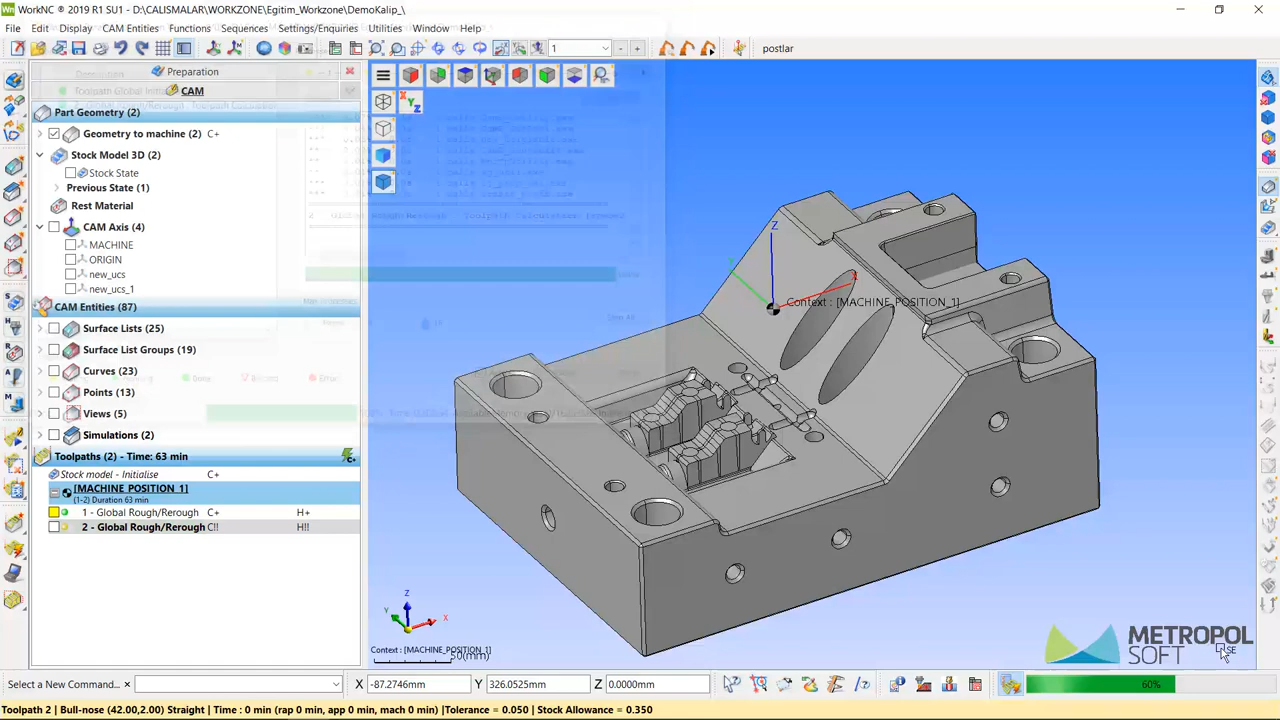 WorkNC ® 2019 R1 SU1 - D:\CALISMALAR\WORKZONE\Egitim_Workzone\DemoKalip_\
File Edit Display CAM Entities Functions Sequences Settings/Enquiries Utilities Window Help
1 - + postlar
Preparation
CAM
Part Geometry (2)
Geometry to machine (2) C+
Stock Model 3D (2)
Stock State
Previous State (1)
Rest Material
CAM Axis (4)
MACHINE
ORIGIN
new_ucs
new_ucs_1
CAM Entities (87)
Surface Lists (25)
Surface List Groups (19)
Curves (23)
Points (13)
Views (5)
Simulations (2)
Toolpaths (2) - Time: 63 min
Stock model - Initialise C+
[MACHINE_POSITION_1]
(1-2) Duration 63 min
1 - Global Rough/Rerough C+ H+
2 - Global Rough/Rerough C!! H!!
X Y Z
Z
Y
X
Context : [MACHINE_POSITION_1]
Z
Y X
Context : [MACHINE_POSITION_1]
50(mm)
METROPOL
SOFT
Select a New Command... × X -87.2746mm Y 326.0525mm Z 0.0000mm 60%
Toolpath 2 | Bull-nose (42.00,2.00) Straight | Time : 0 min (rap 0 min, app 0 min, mach 0 min) |Tolerance = 0.050 | Stock Allowance = 0.350